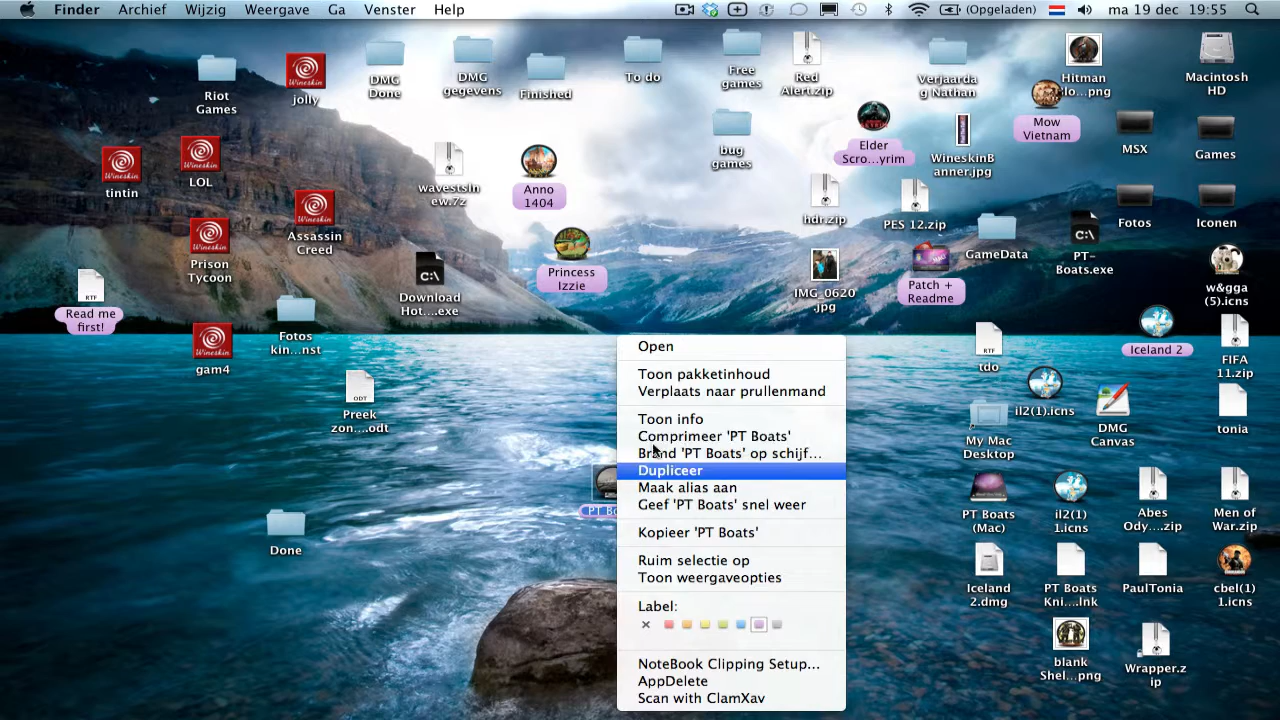 Finder Archief Wijzig Weergave Ga Venster Help (Opgeladen) ma 19 dec 19:55
Riot
Games
jolly
DMG
Done
DMG
gegevens
Finished
To do
Free
games
Red
Alert.zip
Verjaarda
g Nathan
Hitman
Macintosh
HD
tintin
LOL
wavestsin
ew.7z
Anno
1404
bug
games
Elder
Scro...yrim
WineskinB
anner.jpg
Mow
Vietnam
MSX
Games
Prison
Tycoon
Assassin
Creed
hdr.zip
PES 12.zip
Fotos
Iconen
Read me
first!
RTF
Fotos
kin...nst
C:\
Download
Hot....exe
Princess
Izzie
IMG_0620
.jpg
Patch +
Readme
GameData
C:\
PT-
Boats.exe
w&gga
(5).icns
gam4
ODT
Preek
zon....odt
RTF
tdo
Iceland 2
FIFA
11.zip
il2(1).icns
DMG
Canvas
tonia
My Mac
Desktop
Done
PT Boats
(Mac)
il2(1)
1.icns
Abes
Ody....zip
Men of
War.zip
Iceland
2.dmg
PT Boats
Kni....lnk
PaulTonia
cbel(1)
1.icns
blank
Shel...png
Wrapper.z
ip
Open
Toon pakketinhoud
Verplaats naar prullenmand
Toon info
Comprimeer 'PT Boats'
Brand 'PT Boats' op schijf...
Dupliceer
Maak alias aan
Geef 'PT Boats' snel weer
Kopieer 'PT Boats'
Ruim selectie op
Toon weergaveopties
Label:
NoteBook Clipping Setup...
AppDelete
Scan with ClamXav